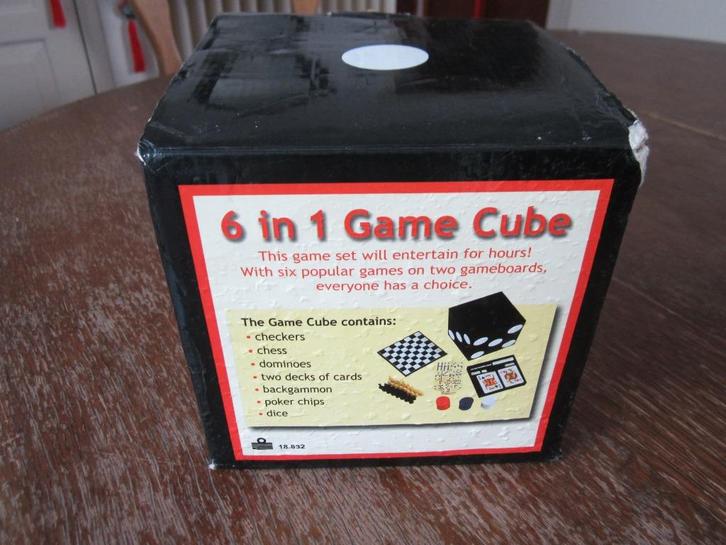 6 in 1 Game Cube
This game set will entertain for hours!
With six popular games on two gameboards,
everyone has a choice.
The Game Cube contains:
• checkers
• chess
• dominoes
• two decks of cards
• backgammon
• poker chips
• dice
18.832